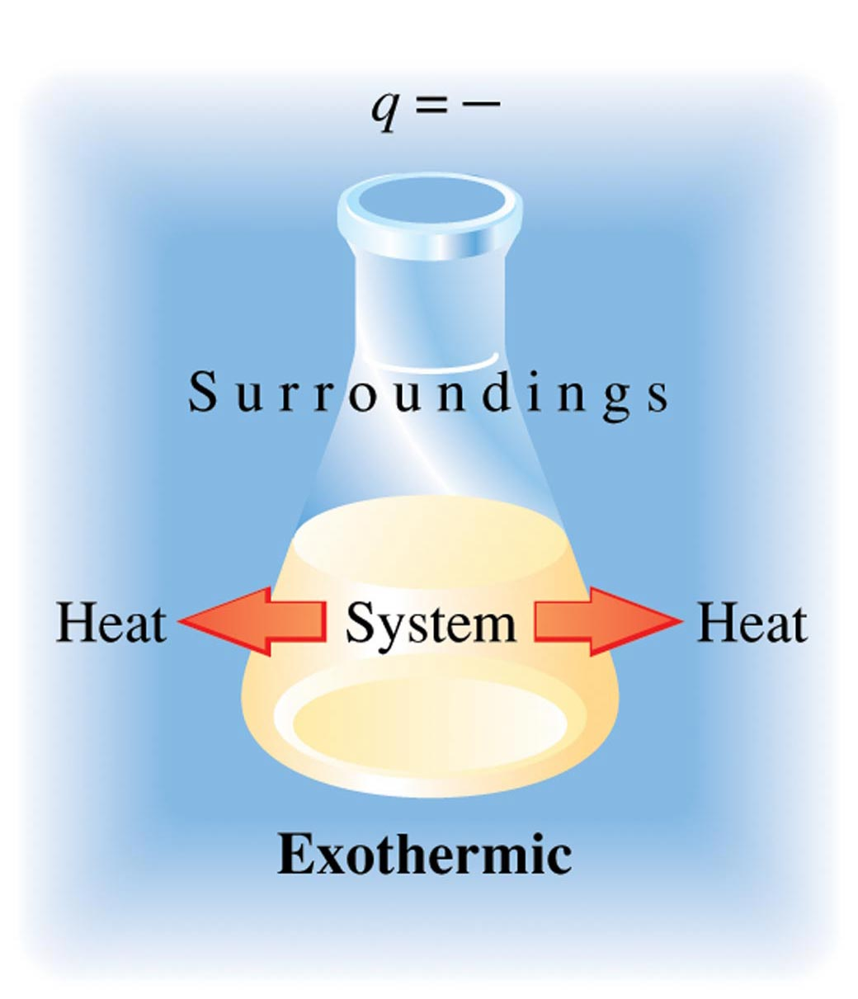 q = −
Surroundings
Heat System Heat
Exothermic